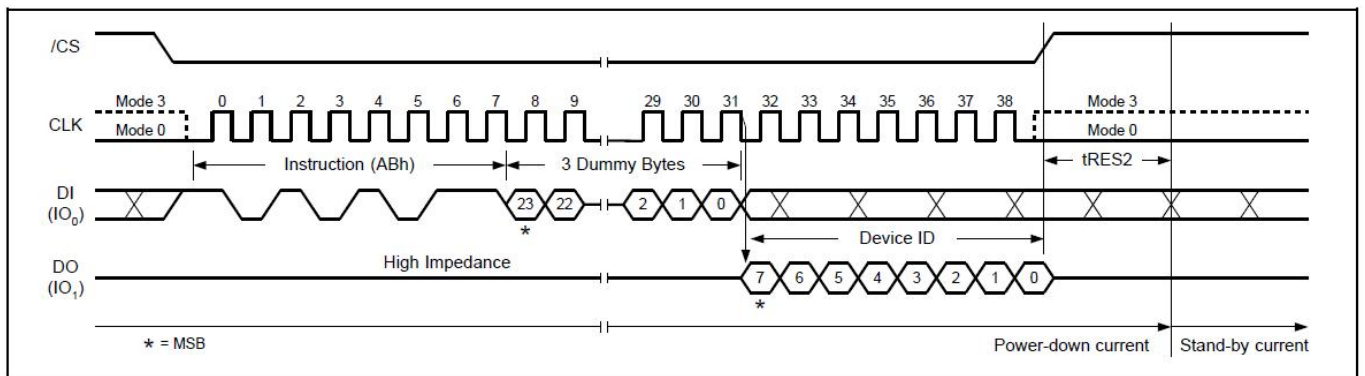 /CS
Mode 3 0 1 2 3 4 5 6 7 8 9 29 30 31 32 33 34 35 36 37 38 Mode 3
CLK
Mode 0 Mode 0
Instruction (ABh) 3 Dummy Bytes tRES2
DI
(IO0)
23 22 2 1 0
*
Device ID
DO
(IO1)
High Impedance
7 6 5 4 3 2 1 0
*
* = MSB
Power-down current Stand-by current